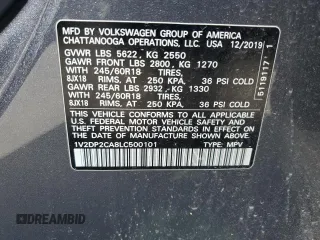 MFD BY VOLKSWAGEN GROUP OF AMERICA
CHATTANOOGA OPERATIONS, LLC. USA 12/2019
GVWR LBS 5622, KG 2550
GAWR FRONT LBS 2800, KG 1270
WITH 245/60R18 TIRES,
8JX18 RIMS, AT 250 KPA, 36 PSI COLD
GAWR REAR LBS 2932, KG 1330
WITH 245/60R18 TIRES,
8JX18 RIMS, AT 250 KPA, 36 PSI COLD
THIS VEHICLE CONFORMS TO ALL APPLICABLE
FEDERAL MOTOR VEHICLE SAFETY, BUMPER, AND
THEFT PREVENTION STANDARDS IN EFFECT ON THE
DATE OF MANUFACTURE SHOWN ABOVE.
1V2DP2CA8LC500101 TYPE: MPV
5119117 1
© DREAMBID